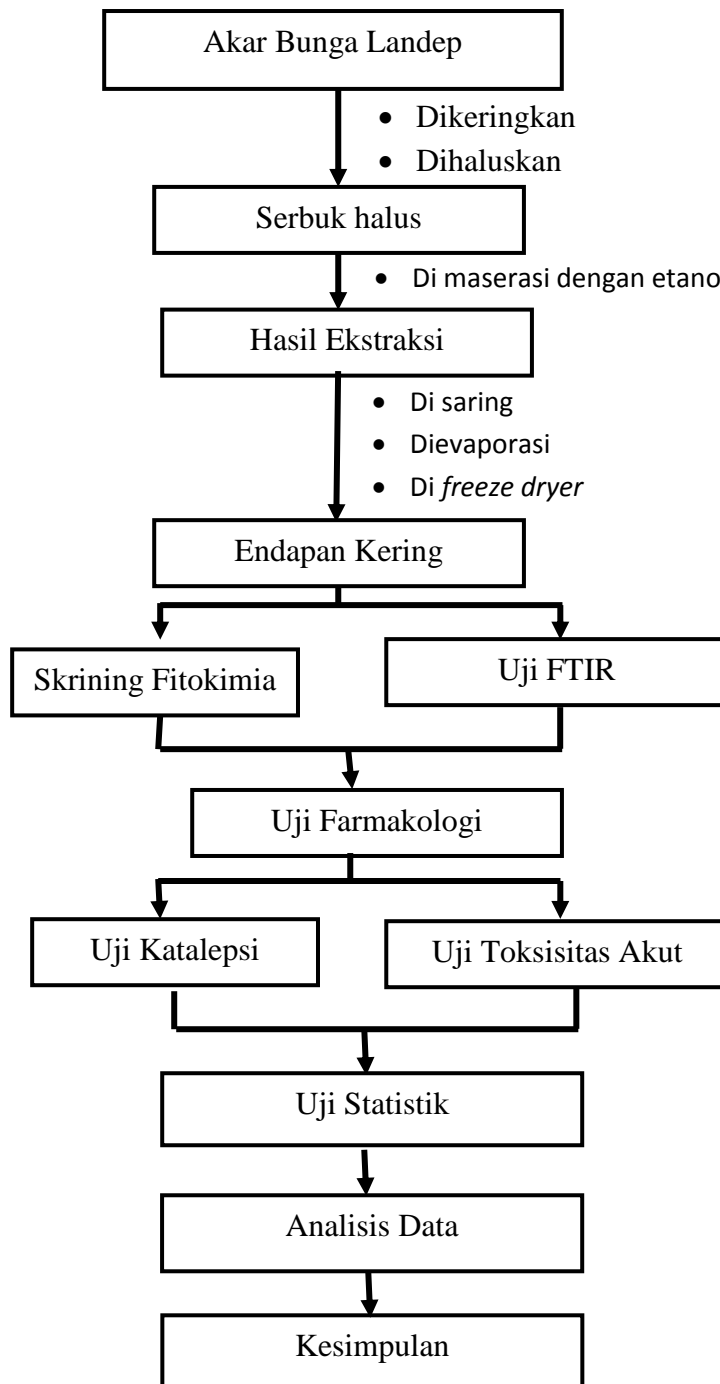 Akar Bunga Landep
• Dikeringkan
• Dihaluskan
Serbuk halus
• Di maserasi dengan etano
Hasil Ekstraksi
• Di saring
• Dievaporasi
• Di freeze dryer
Endapan Kering
Skrining Fitokimia
Uji FTIR
Uji Farmakologi
Uji Katalepsi
Uji Toksisitas Akut
Uji Statistik
Analisis Data
Kesimpulan